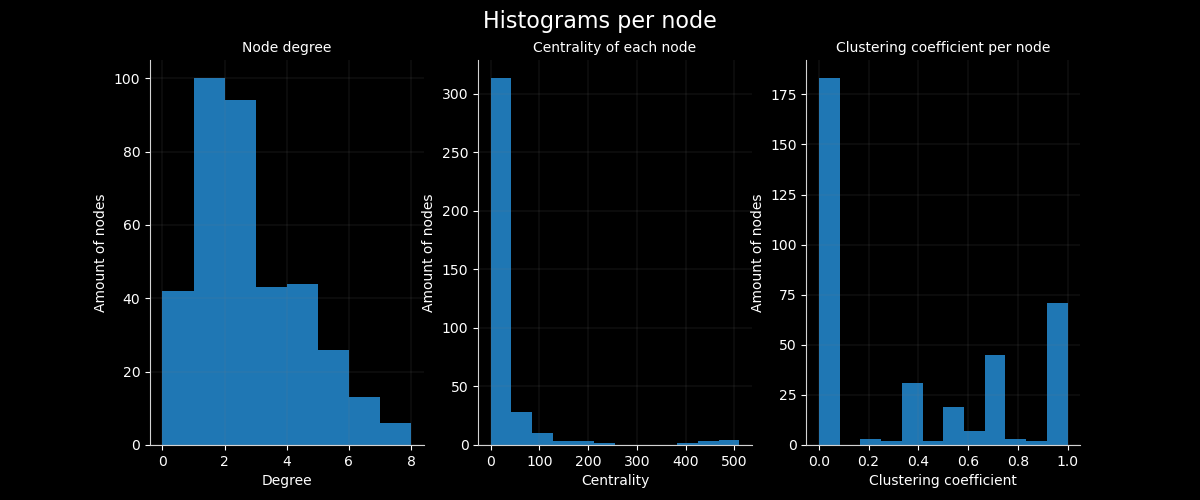 Histograms per node
Node degree
Amount of nodes
100
80
60
40
20
0
0 2 4 6 8
Degree
Centrality of each node
Amount of nodes
300
250
200
150
100
50
0
0 100 200 300 400 500
Centrality
Clustering coefficient per node
Amount of nodes
175
150
125
100
75
50
25
0
0.0 0.2 0.4 0.6 0.8 1.0
Clustering coefficient